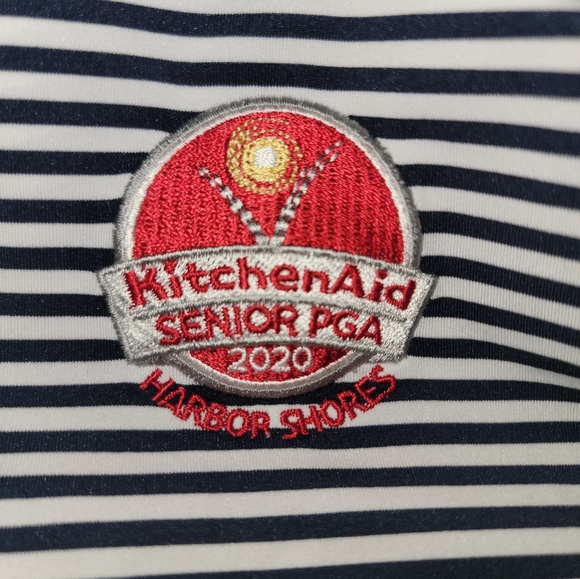 KitchenAid
SENIOR PGA
2020
HARBOR SHORES